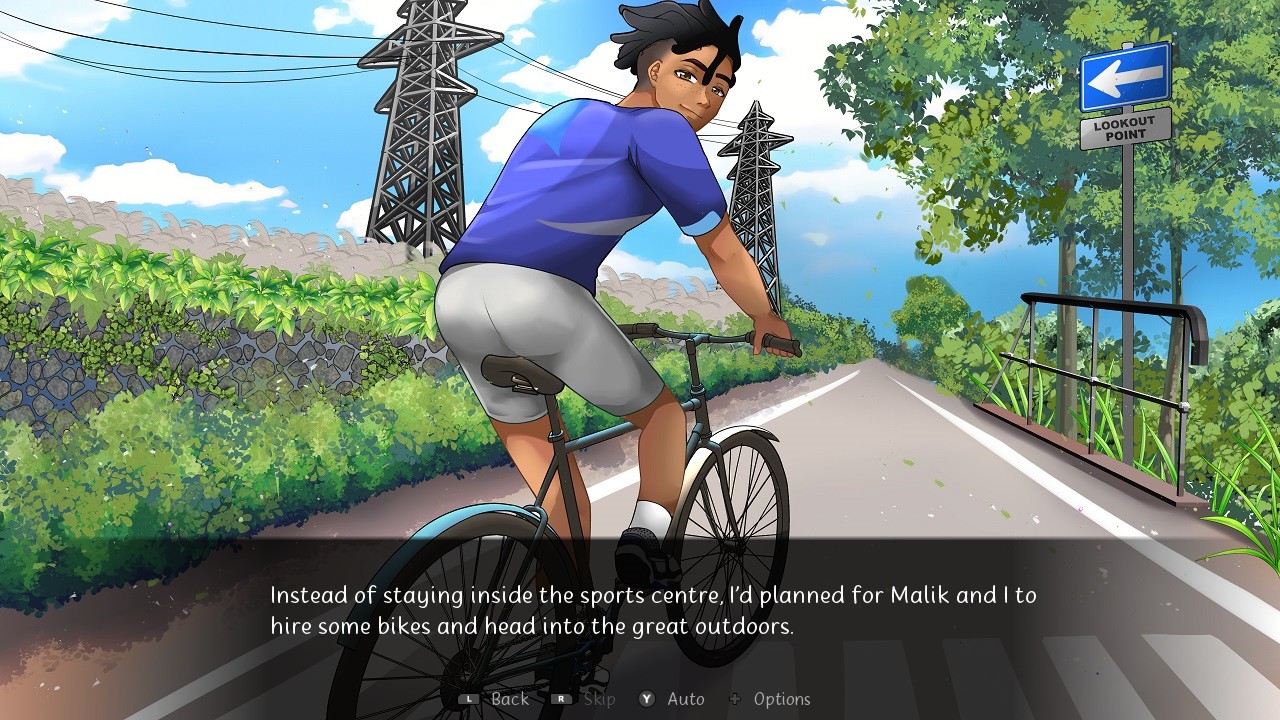 LOOKOUT
POINT
Instead of staying inside the sports centre, I'd planned for Malik and I to
hire some bikes and head into the great outdoors.
L Back R Skip Y Auto + Options